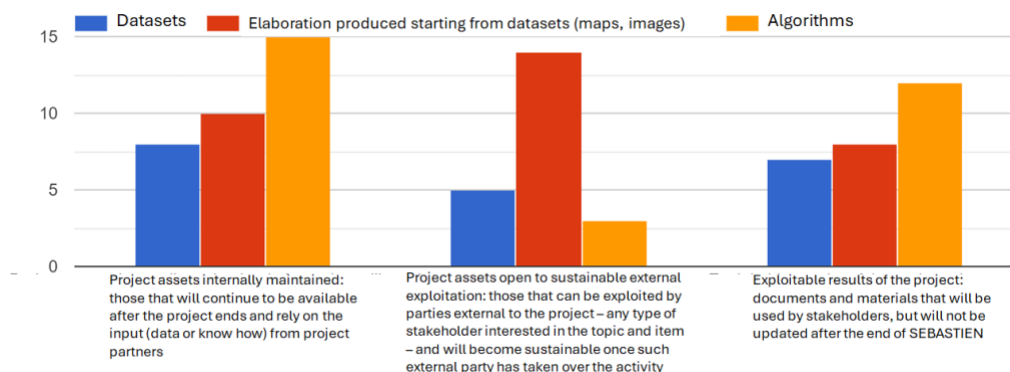 Datasets Elaboration produced starting from datasets (maps, images) Algorithms
15
10
5
0
Project assets internally maintained:
those that will continue to be available
after the project ends and rely on the
input (data or know how) from project
partners
Project assets open to sustainable external
exploitation: those that can be exploited by
parties external to the project – any type of
stakeholder interested in the topic and item
– and will become sustainable once such
external party has taken over the activity
Exploitable results of the project:
documents and materials that will be
used by stakeholders, but will not be
updated after the end of SEBASTIEN